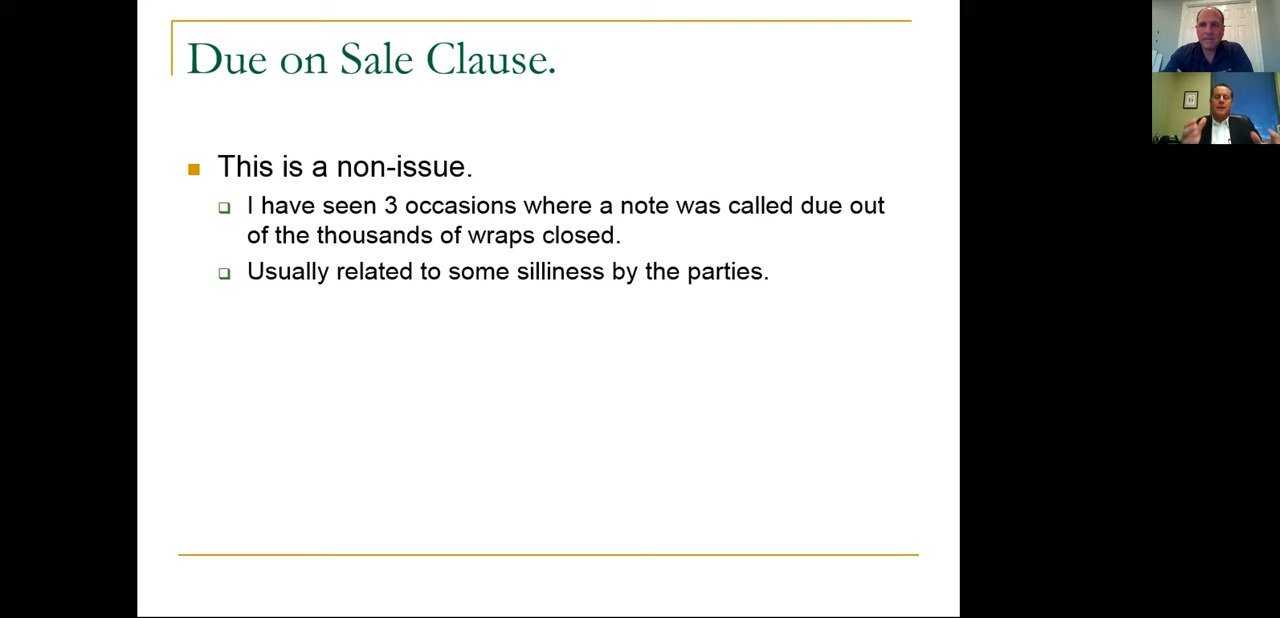 Due on Sale Clause.
This is a non-issue.
I have seen 3 occasions where a note was called due out
of the thousands of wraps closed.
Usually related to some silliness by the parties.